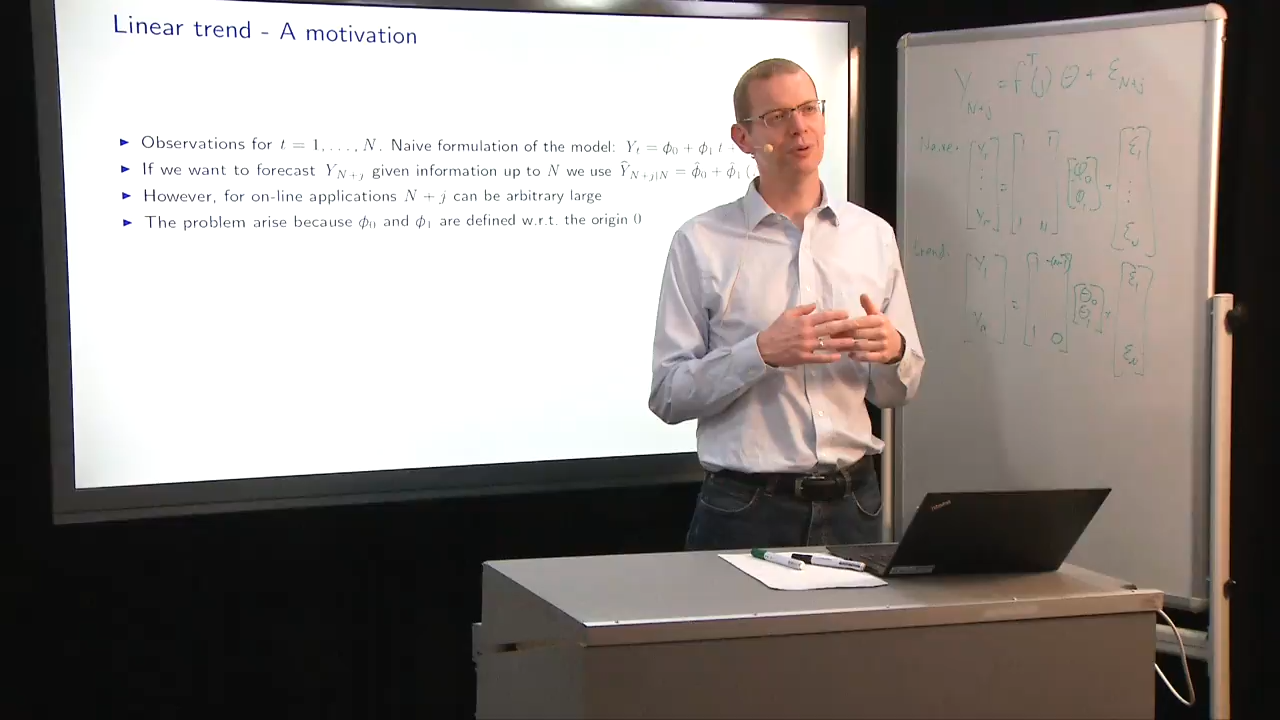 Linear trend - A motivation
► Observations for t = 1, . . . , N. Naive formulation of the model: Y_t = φ_0 + φ_1 t +
► If we want to forecast Y_{N+j} given information up to N we use Ŷ_{N+j|N} = φ̂_0 + φ̂_1 (
► However, for on-line applications N + j can be arbitrary large
► The problem arise because φ_0 and φ_1 are defined w.r.t. the origin 0
Y_{N+j} = f^T(j) θ + ε_{N+j}
Naive:
Trend:
ThinkPad